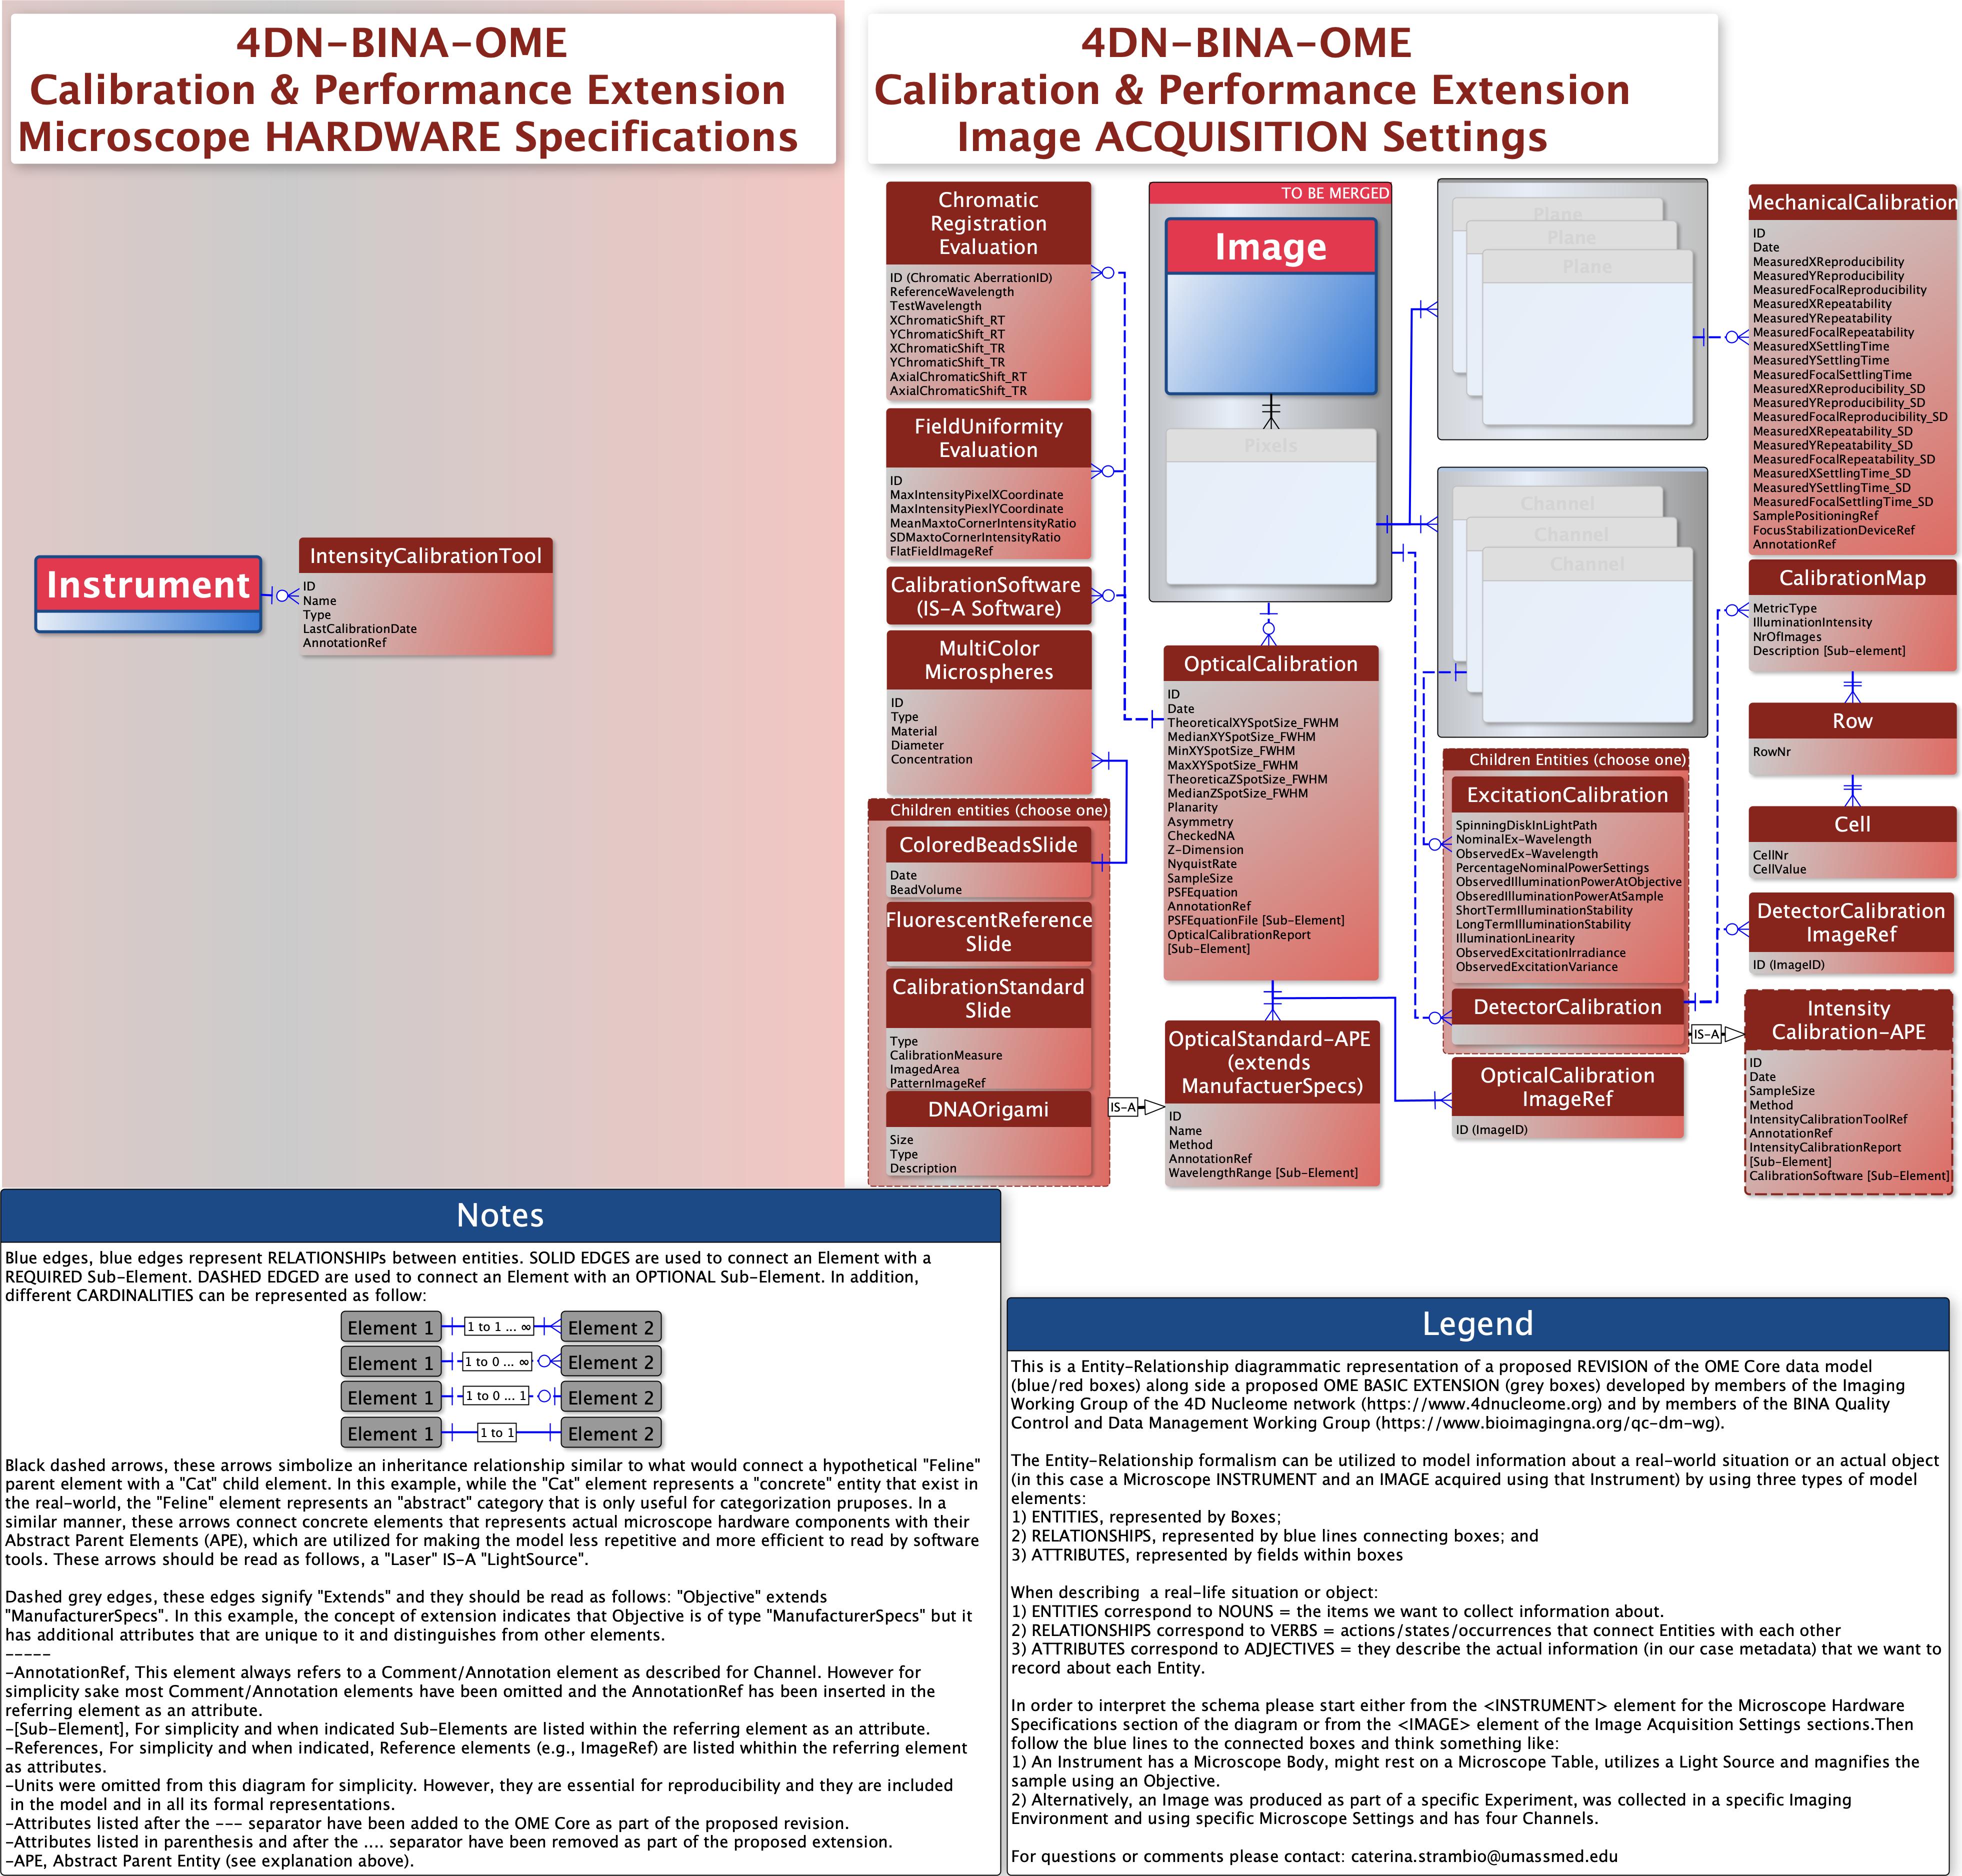 4DN-BINA-OME
Calibration & Performance Extension
Microscope HARDWARE Specifications
Instrument
IntensityCalibrationTool
ID
Name
Type
LastCalibrationDate
AnnotationRef
4DN-BINA-OME
Calibration & Performance Extension
Image ACQUISITION Settings
Chromatic
Registration
Evaluation
ID (Chromatic AberrationID)
ReferenceWavelength
TestWavelength
XChromaticShift_RT
YChromaticShift_RT
XChromaticShift_TR
YChromaticShift_TR
AxialChromaticShift_RT
AxialChromaticShift_TR
FieldUniformity
Evaluation
ID
MaxIntensityPixelXCoordinate
MaxIntensityPiexlYCoordinate
MeanMaxtoCornerIntensityRatio
SDMaxtoCornerIntensityRatio
FlatFieldImageRef
CalibrationSoftware
(IS-A Software)
MultiColor
Microspheres
ID
Type
Material
Diameter
Concentration
Children entities (choose one)
ColoredBeadsSlide
Date
BeadVolume
FluorescentReference
Slide
CalibrationStandard
Slide
Type
CalibrationMeasure
ImagedArea
PatternImageRef
DNAOrigami
Size
Type
Description
IS-A
TO BE MERGED
Image
Pixels
OpticalCalibration
ID
Date
TheoreticalXYSpotSize_FWHM
MedianXYSpotSize_FWHM
MinXYSpotSize_FWHM
MaxXYSpotSize_FWHM
TheoreticaZSpotSize_FWHM
MedianZSpotSize_FWHM
Planarity
Asymmetry
CheckedNA
Z-Dimension
NyquistRate
SampleSize
PSFEquation
AnnotationRef
PSFEquationFile [Sub-Element]
OpticalCalibrationReport
[Sub-Element]
OpticalStandard-APE
(extends
ManufactuerSpecs)
ID
Name
Method
AnnotationRef
WavelengthRange [Sub-Element]
Plane
Plane
Plane
Channel
Channel
Channel
Children Entities (choose one)
ExcitationCalibration
SpinningDiskInLightPath
NominalEx-Wavelength
ObservedEx-Wavelength
PercentageNominalPowerSettings
ObservedIlluminationPowerAtObjective
ObseredIlluminationPowerAtSample
ShortTermIlluminationStability
LongTermIlluminationStability
IlluminationLinearity
ObservedExcitationIrradiance
ObservedExcitationVariance
DetectorCalibration
IS-A
OpticalCalibration
ImageRef
ID (ImageID)
MechanicalCalibration
ID
Date
MeasuredXReproducibility
MeasuredYReproducibility
MeasuredFocalReproducibility
MeasuredXRepeatability
MeasuredYRepeatability
MeasuredFocalRepeatability
MeasuredXSettlingTime
MeasuredYSettlingTime
MeasuredFocalSettlingTime
MeasuredXReproducibility_SD
MeasuredYReproducibility_SD
MeasuredFocalReproducibility_SD
MeasuredXRepeatability_SD
MeasuredYRepeatability_SD
MeasuredFocalRepeatability_SD
MeasuredXSettlingTime_SD
MeasuredYSettlingTime_SD
MeasuredFocalSettlingTime_SD
SamplePositioningRef
FocusStabilizationDeviceRef
AnnotationRef
CalibrationMap
MetricType
IlluminationIntensity
NrOfImages
Description [Sub-element]
Row
RowNr
Cell
CellNr
CellValue
DetectorCalibration
ImageRef
ID (ImageID)
Intensity
Calibration-APE
ID
Date
SampleSize
Method
IntensityCalibrationToolRef
AnnotationRef
IntensityCalibrationReport
[Sub-Element]
CalibrationSoftware [Sub-Element]
Notes
Blue edges, blue edges represent RELATIONSHIPs between entities. SOLID EDGES are used to connect an Element with a
REQUIRED Sub-Element. DASHED EDGED are used to connect an Element with an OPTIONAL Sub-Element. In addition,
different CARDINALITIES can be represented as follow:
Element 1 1 to 1 ... ∞ Element 2
Element 1 1 to 0 ... ∞ Element 2
Element 1 1 to 0 ... 1 Element 2
Element 1 1 to 1 Element 2
Black dashed arrows, these arrows simbolize an inheritance relationship similar to what would connect a hypothetical "Feline"
parent element with a "Cat" child element. In this example, while the "Cat" element represents a "concrete" entity that exist in
the real-world, the "Feline" element represents an "abstract" category that is only useful for categorization pruposes. In a
similar manner, these arrows connect concrete elements that represents actual microscope hardware components with their
Abstract Parent Elements (APE), which are utilized for making the model less repetitive and more efficient to read by software
tools. These arrows should be read as follows, a "Laser" IS-A "LightSource".
Dashed grey edges, these edges signify "Extends" and they should be read as follows: "Objective" extends
"ManufacturerSpecs". In this example, the concept of extension indicates that Objective is of type "ManufacturerSpecs" but it
has additional attributes that are unique to it and distinguishes from other elements.
-----
-AnnotationRef, This element always refers to a Comment/Annotation element as described for Channel. However for
simplicity sake most Comment/Annotation elements have been omitted and the AnnotationRef has been inserted in the
referring element as an attribute.
-[Sub-Element], For simplicity and when indicated Sub-Elements are listed within the referring element as an attribute.
-References, For simplicity and when indicated, Reference elements (e.g., ImageRef) are listed whithin the referring element
as attributes.
-Units were omitted from this diagram for simplicity. However, they are essential for reproducibility and they are included
in the model and in all its formal representations.
-Attributes listed after the --- separator have been added to the OME Core as part of the proposed revision.
-Attributes listed in parenthesis and after the .... separator have been removed as part of the proposed extension.
-APE, Abstract Parent Entity (see explanation above).
Legend
This is a Entity-Relationship diagrammatic representation of a proposed REVISION of the OME Core data model
(blue/red boxes) along side a proposed OME BASIC EXTENSION (grey boxes) developed by members of the Imaging
Working Group of the 4D Nucleome network (https://www.4dnucleome.org) and by members of the BINA Quality
Control and Data Management Working Group (https://www.bioimagingna.org/qc-dm-wg).
The Entity-Relationship formalism can be utilized to model information about a real-world situation or an actual object
(in this case a Microscope INSTRUMENT and an IMAGE acquired using that Instrument) by using three types of model
elements:
1) ENTITIES, represented by Boxes;
2) RELATIONSHIPS, represented by blue lines connecting boxes; and
3) ATTRIBUTES, represented by fields within boxes
When describing a real-life situation or object:
1) ENTITIES correspond to NOUNS = the items we want to collect information about.
2) RELATIONSHIPS correspond to VERBS = actions/states/occurrences that connect Entities with each other
3) ATTRIBUTES correspond to ADJECTIVES = they describe the actual information (in our case metadata) that we want to
record about each Entity.
In order to interpret the schema please start either from the <INSTRUMENT> element for the Microscope Hardware
Specifications section of the diagram or from the <IMAGE> element of the Image Acquisition Settings sections.Then
follow the blue lines to the connected boxes and think something like:
1) An Instrument has a Microscope Body, might rest on a Microscope Table, utilizes a Light Source and magnifies the
sample using an Objective.
2) Alternatively, an Image was produced as part of a specific Experiment, was collected in a specific Imaging
Environment and using specific Microscope Settings and has four Channels.
For questions or comments please contact: caterina.strambio@umassmed.edu